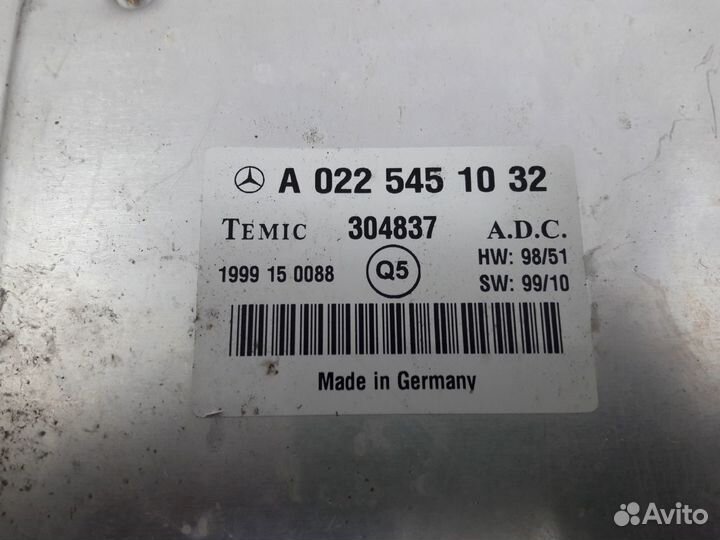 A 022 545 10 32
TEMIC 304837 A.D.C.
HW: 98/51
1999 15 0088 Q5 SW: 99/10
Made in Germany
Avito